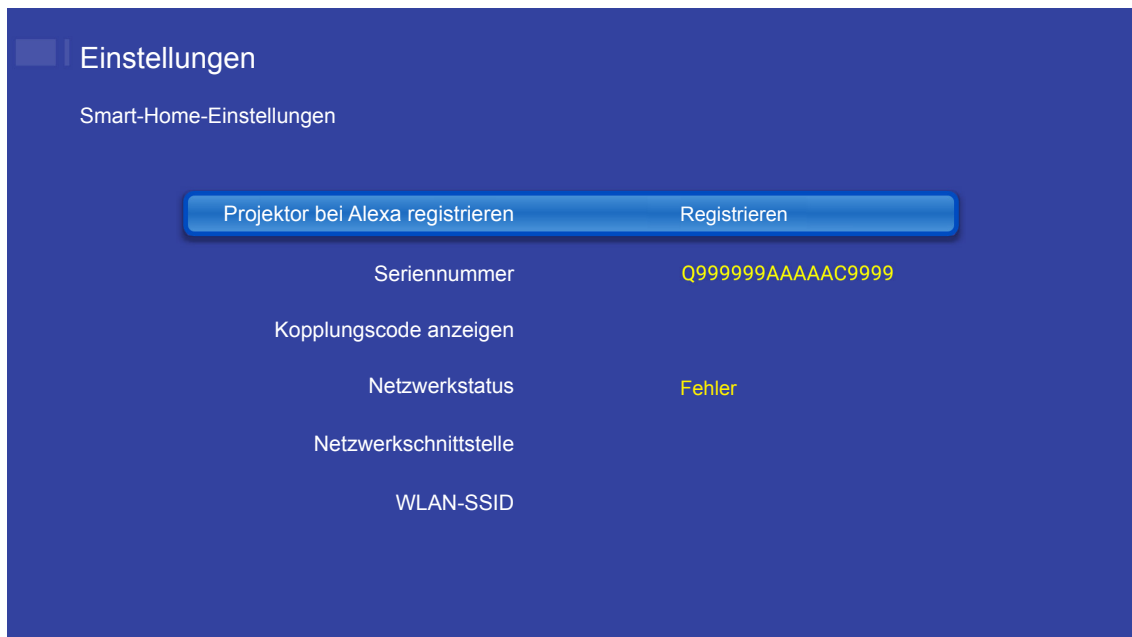 Einstellungen
Smart-Home-Einstellungen
Projektor bei Alexa registrieren Registrieren
Seriennummer Q999999AAAAAC9999
Kopplungscode anzeigen
Netzwerkstatus Fehler
Netzwerkschnittstelle
WLAN-SSID